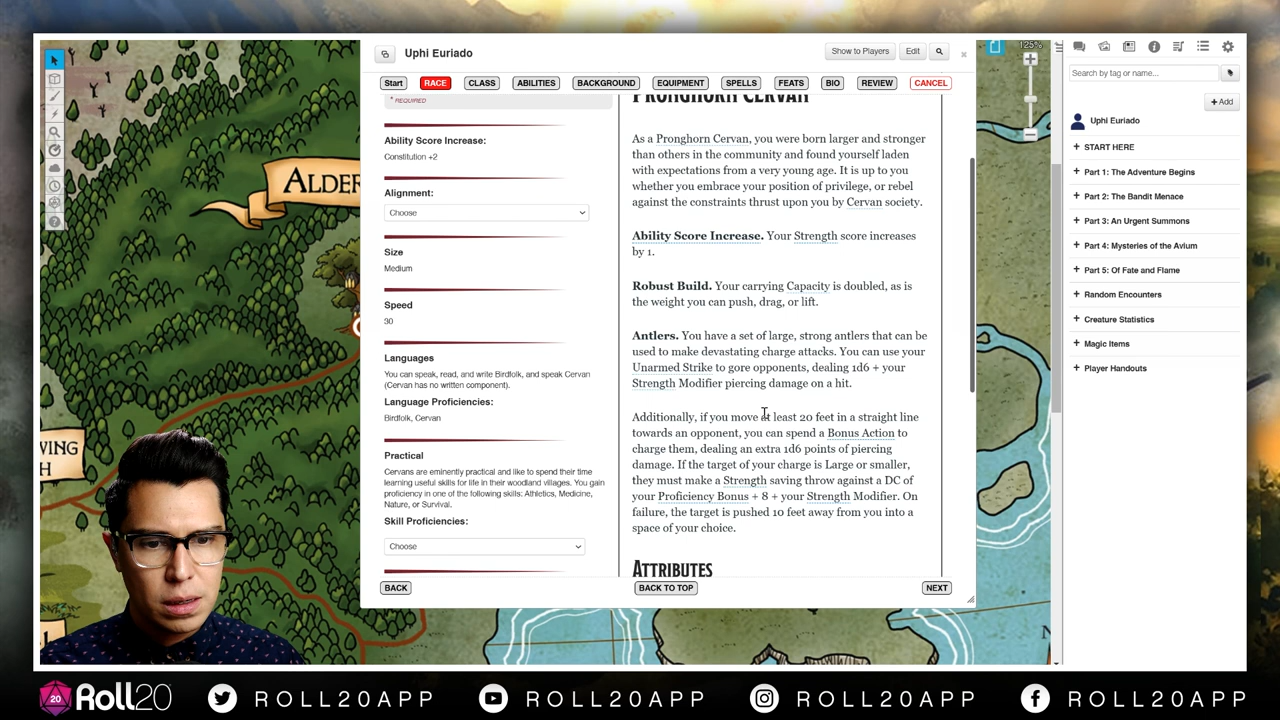 Uphi Euriado
Show to Players
Edit
125%
Start
RACE
CLASS
ABILITIES
BACKGROUND
EQUIPMENT
SPELLS
FEATS
BIO
REVIEW
CANCEL
* REQUIRED
Ability Score Increase:
Constitution +2
Alignment:
Choose
Size
Medium
Speed
30
Languages
You can speak, read, and write Birdfolk, and speak Cervan
(Cervan has no written component).
Language Proficiencies:
Birdfolk, Cervan
Practical
Cervans are eminently practical and like to spend their time
learning useful skills for life in their woodland villages. You gain
proficiency in one of the following skills: Athletics, Medicine,
Nature, or Survival.
Skill Proficiencies:
Choose
PRONGHORN CERVAN
As a Pronghorn Cervan, you were born larger and stronger
than others in the community and found yourself laden
with expectations from a very young age. It is up to you
whether you embrace your position of privilege, or rebel
against the constraints thrust upon you by Cervan society.
Ability Score Increase. Your Strength score increases
by 1.
Robust Build. Your carrying Capacity is doubled, as is
the weight you can push, drag, or lift.
Antlers. You have a set of large, strong antlers that can be
used to make devastating charge attacks. You can use your
Unarmed Strike to gore opponents, dealing 1d6 + your
Strength Modifier piercing damage on a hit.
Additionally, if you move at least 20 feet in a straight line
towards an opponent, you can spend a Bonus Action to
charge them, dealing an extra 1d6 points of piercing
damage. If the target of your charge is Large or smaller,
they must make a Strength saving throw against a DC of
your Proficiency Bonus + 8 + your Strength Modifier. On
failure, the target is pushed 10 feet away from you into a
space of your choice.
ATTRIBUTES
BACK
BACK TO TOP
NEXT
Search by tag or name...
+ Add
Uphi Euriado
+ START HERE
+ Part 1: The Adventure Begins
+ Part 2: The Bandit Menace
+ Part 3: An Urgent Summons
+ Part 4: Mysteries of the Avium
+ Part 5: Of Fate and Flame
+ Random Encounters
+ Creature Statistics
+ Magic Items
+ Player Handouts
ALDER
WING
H
N
20
Roll20
ROLL20APP
ROLL20APP
ROLL20APP
ROLL20APP